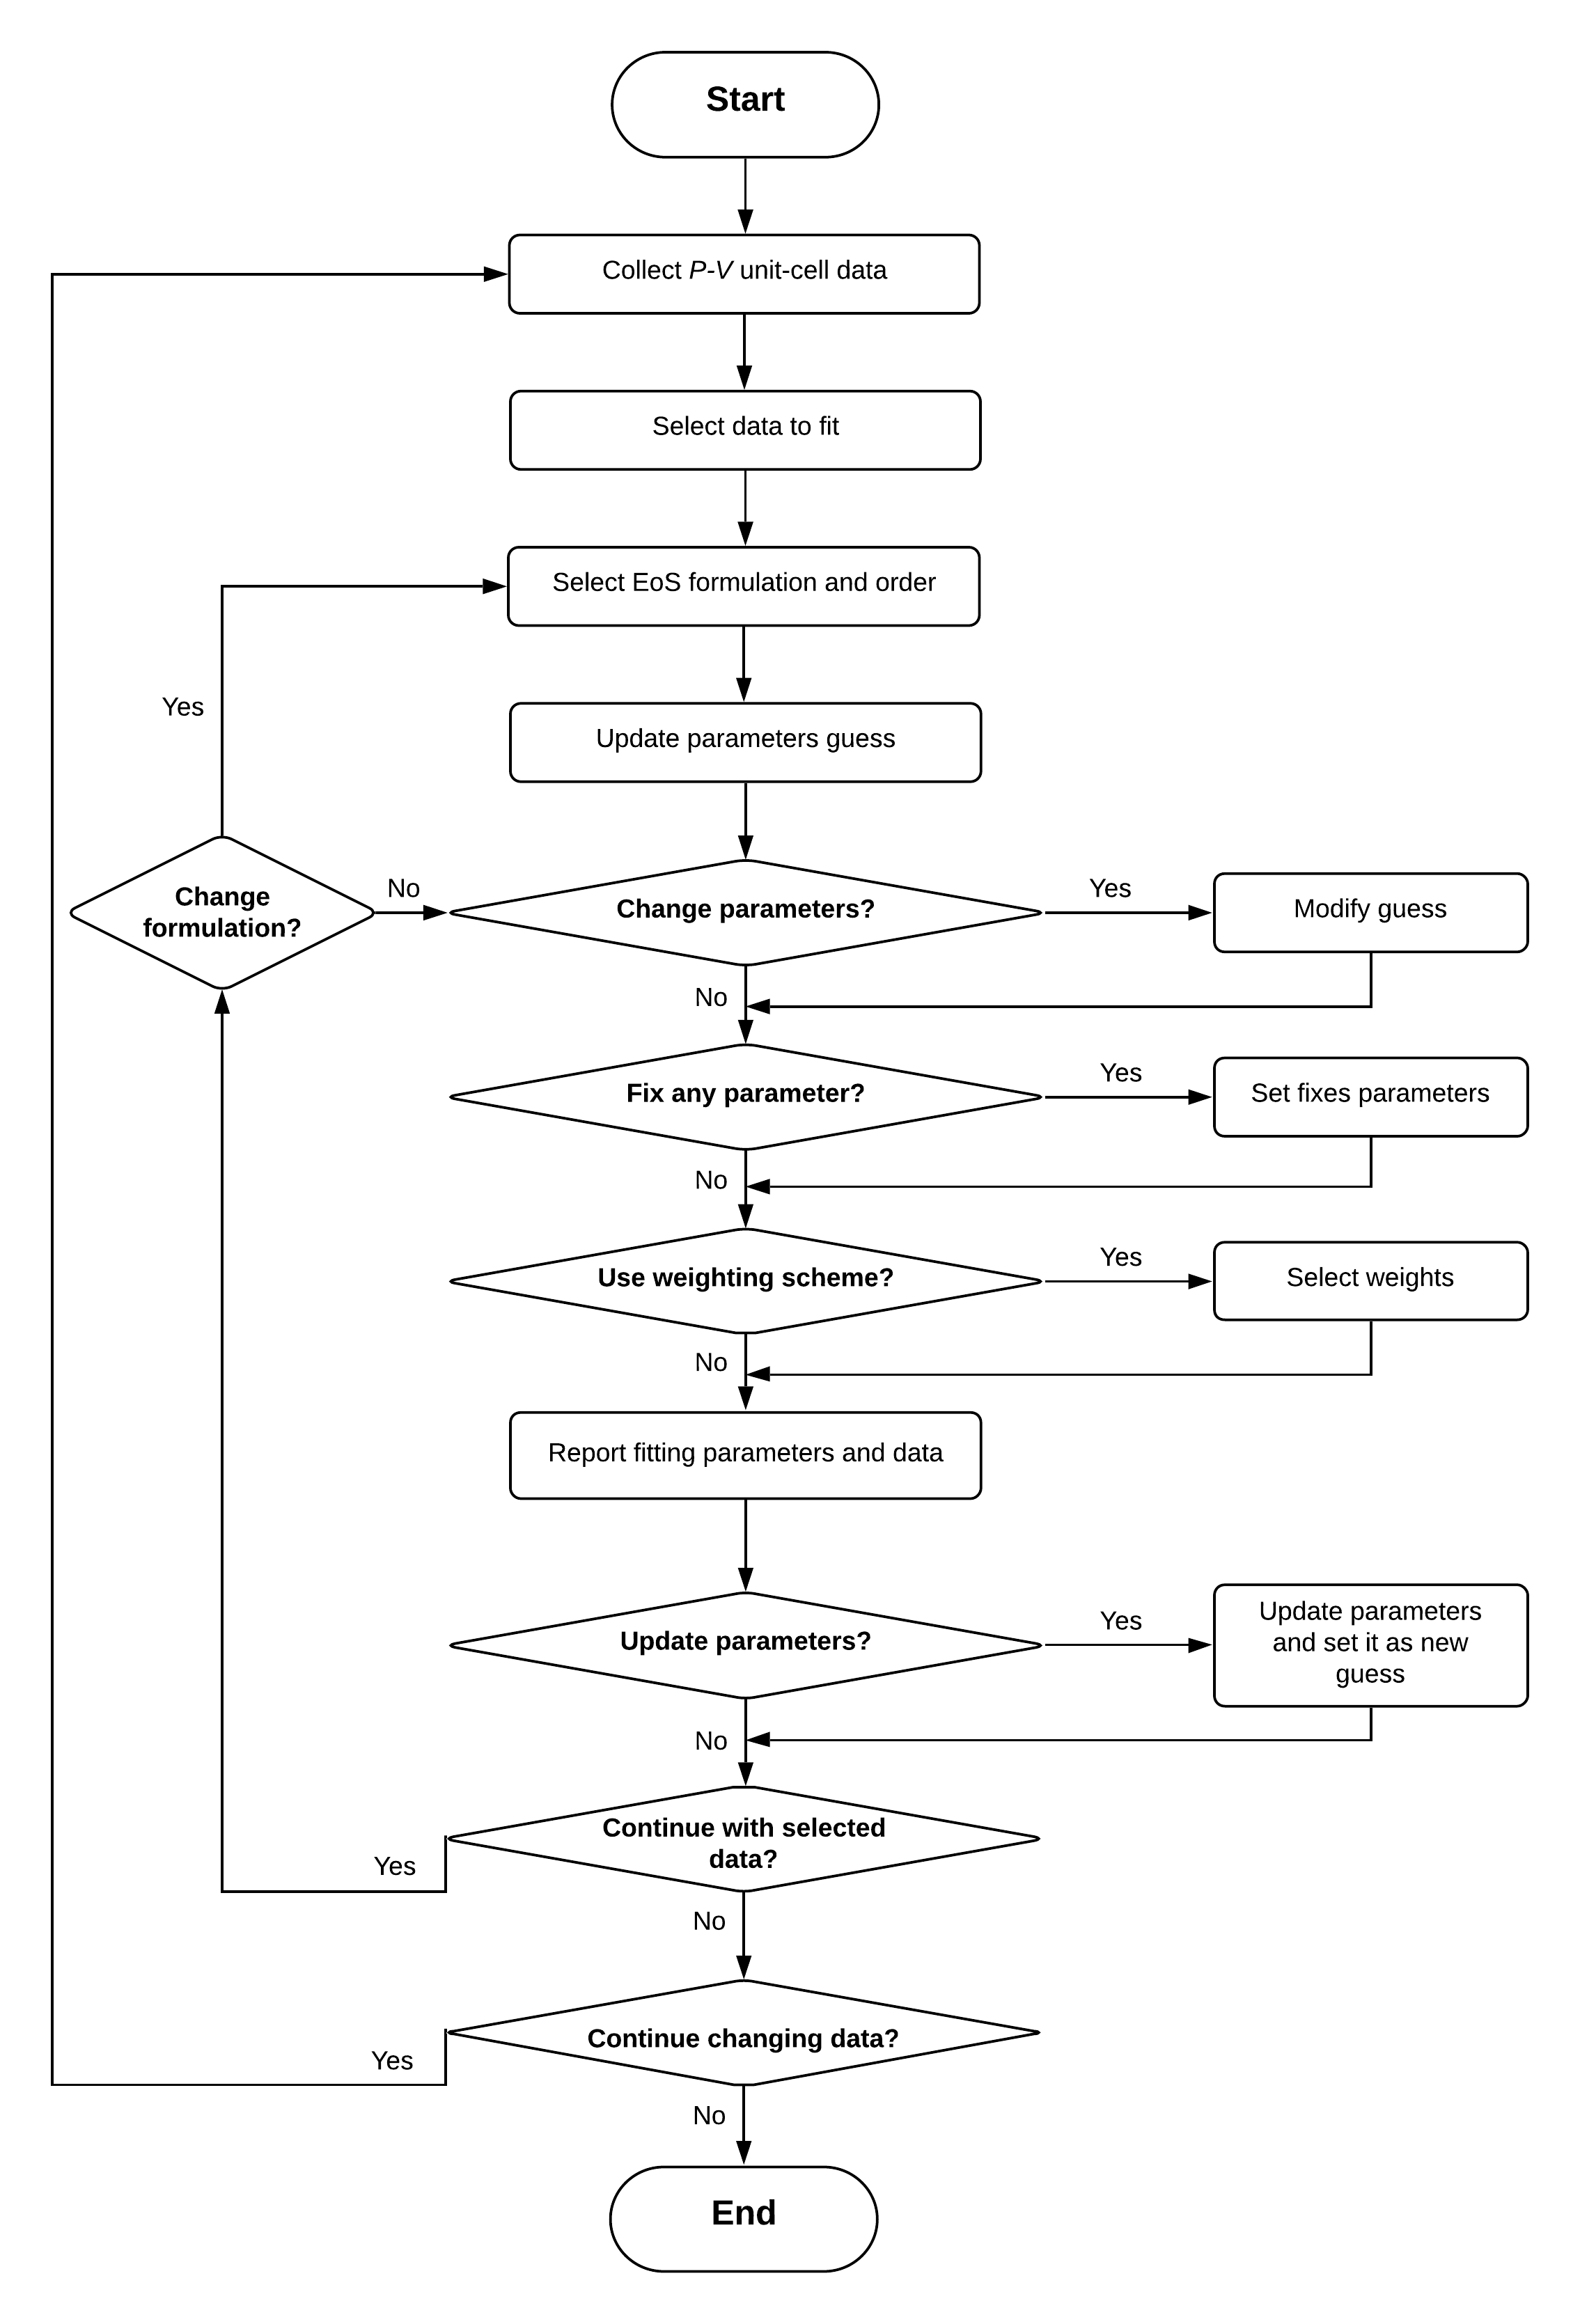 Start
Collect P-V unit-cell data
Select data to fit
Select EoS formulation and order
Yes
Update parameters guess
Change
formulation?
No
Change parameters?
Yes
Modify guess
No
Fix any parameter?
Yes
Set fixes parameters
No
Use weighting scheme?
Yes
Select weights
No
Report fitting parameters and data
Update parameters?
Yes
Update parameters
and set it as new
guess
No
Continue with selected
data?
Yes
No
Continue changing data?
Yes
No
End